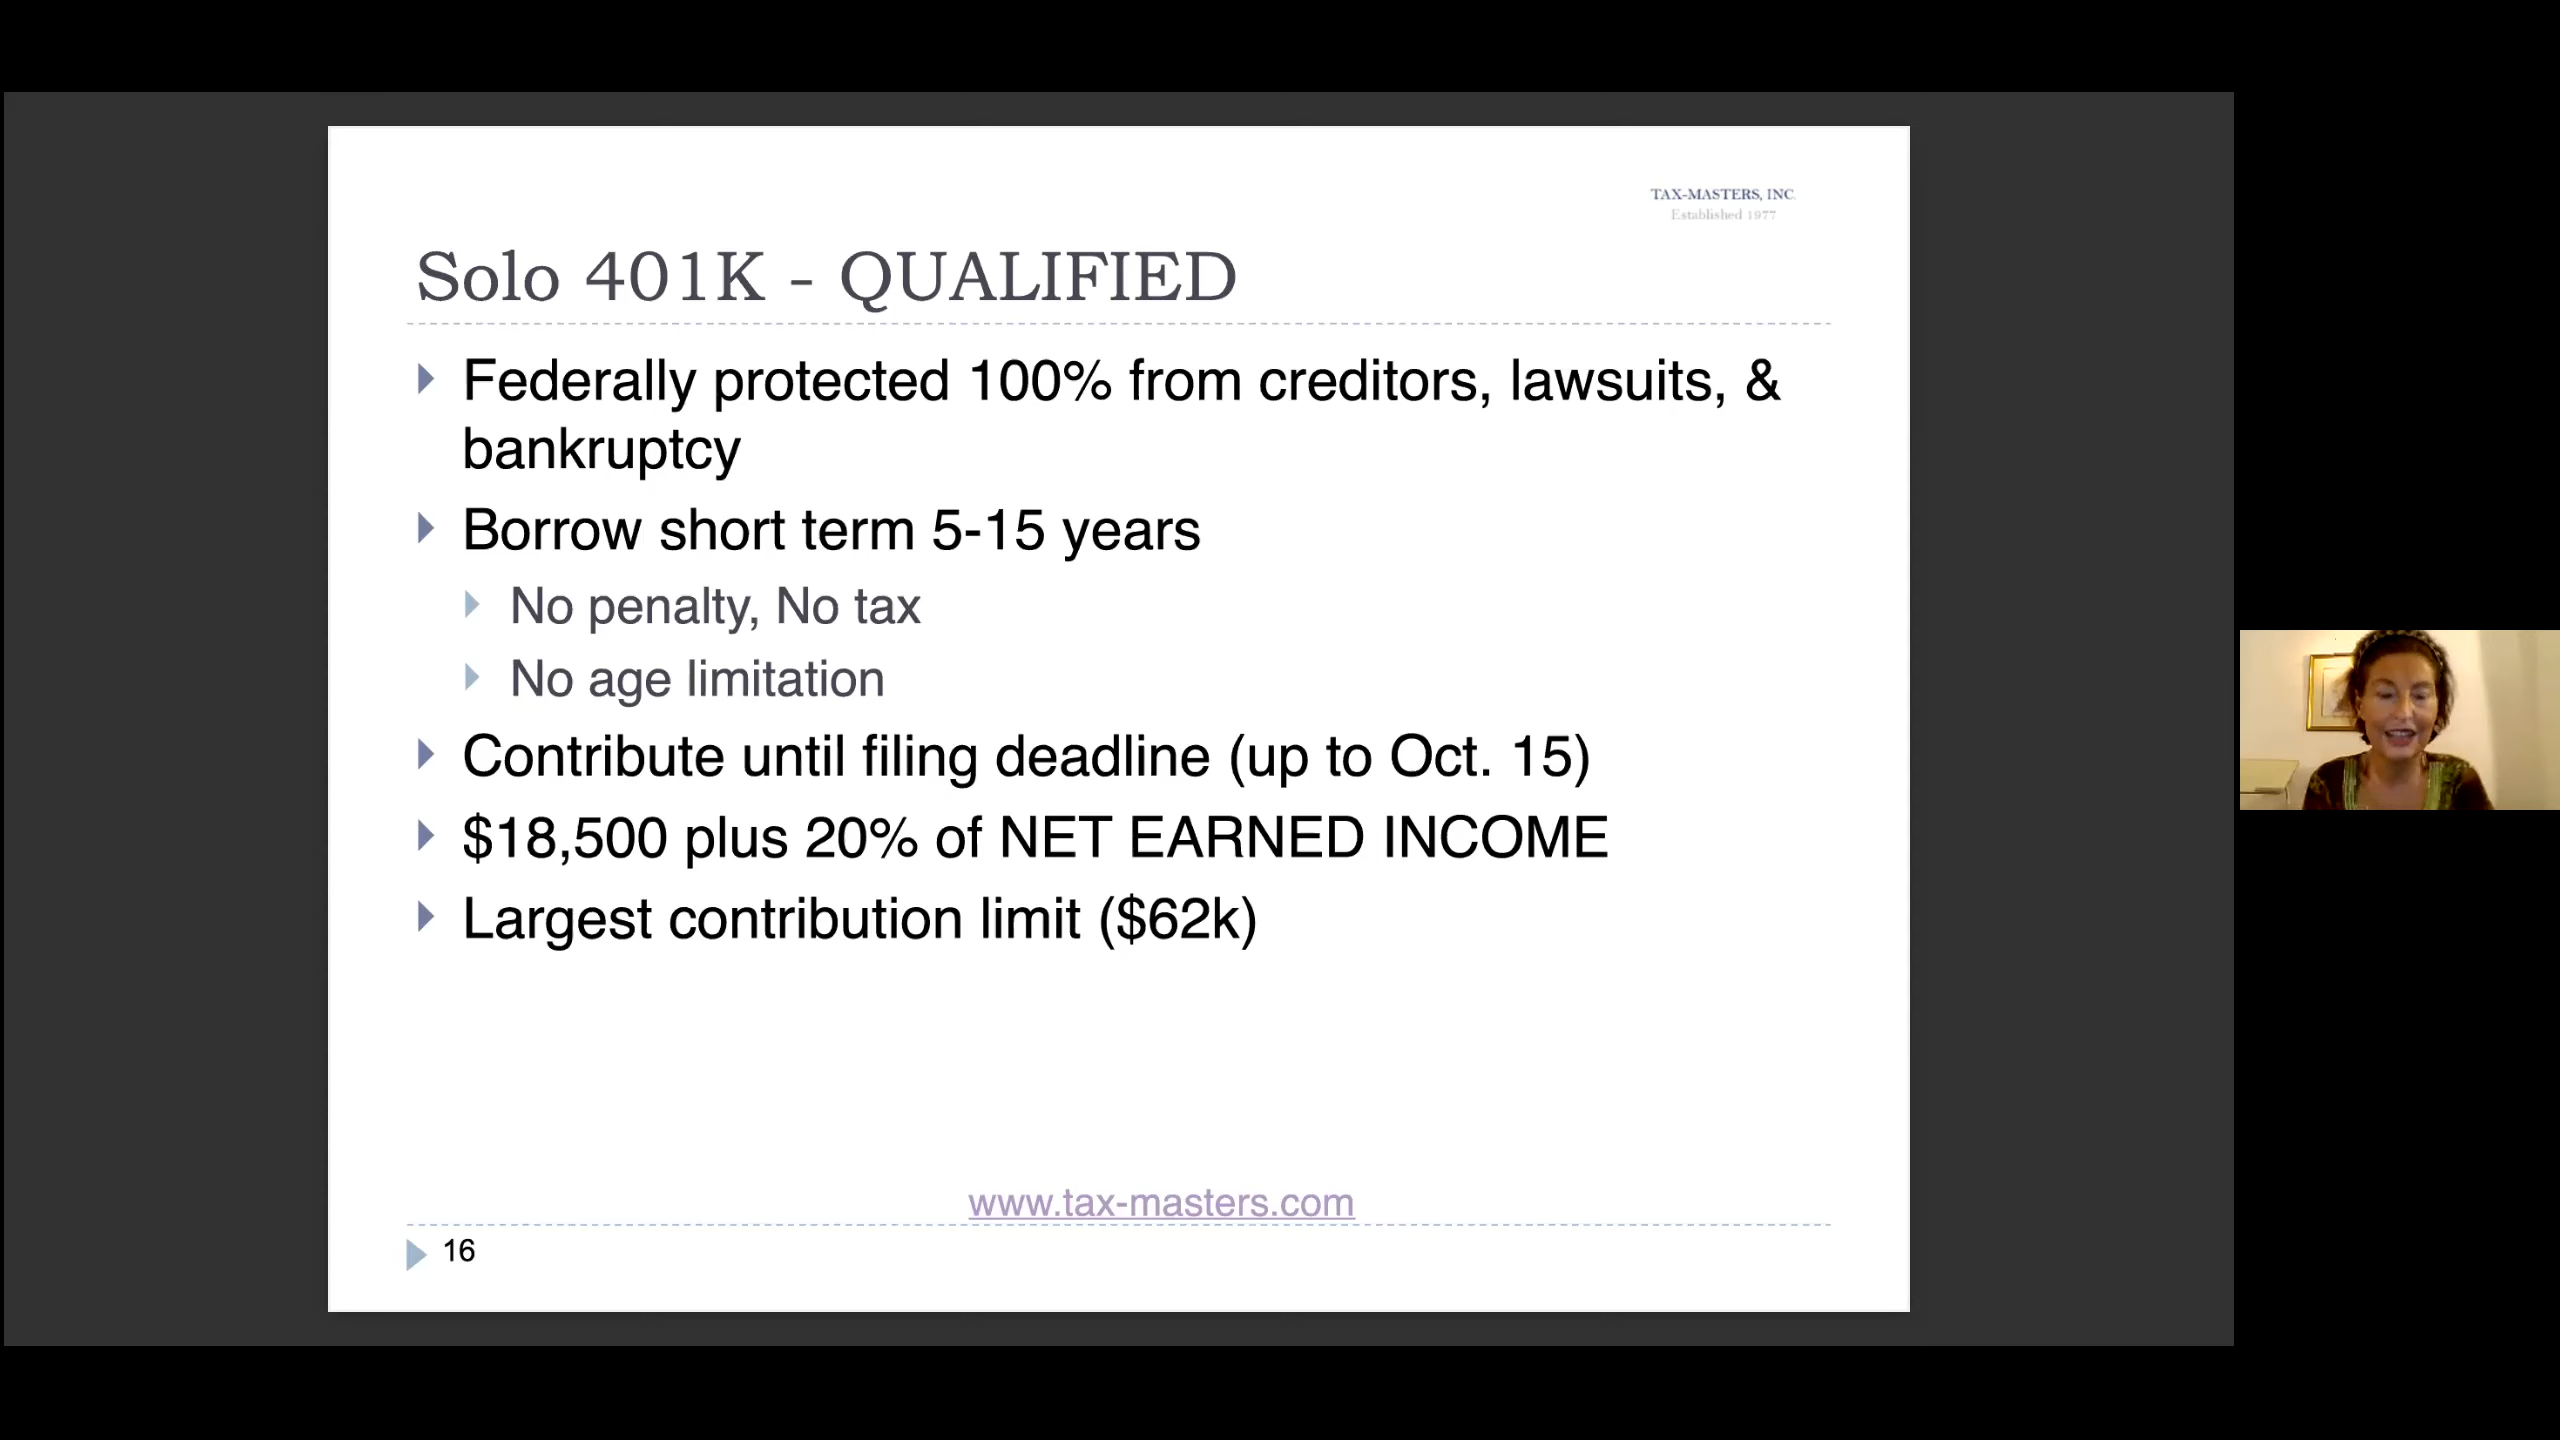 TAX-MASTERS, INC.
Established 1977
Solo 401K - QUALIFIED
Federally protected 100% from creditors, lawsuits, &
bankruptcy
Borrow short term 5-15 years
No penalty, No tax
No age limitation
Contribute until filing deadline (up to Oct. 15)
$18,500 plus 20% of NET EARNED INCOME
Largest contribution limit ($62k)
www.tax-masters.com
16